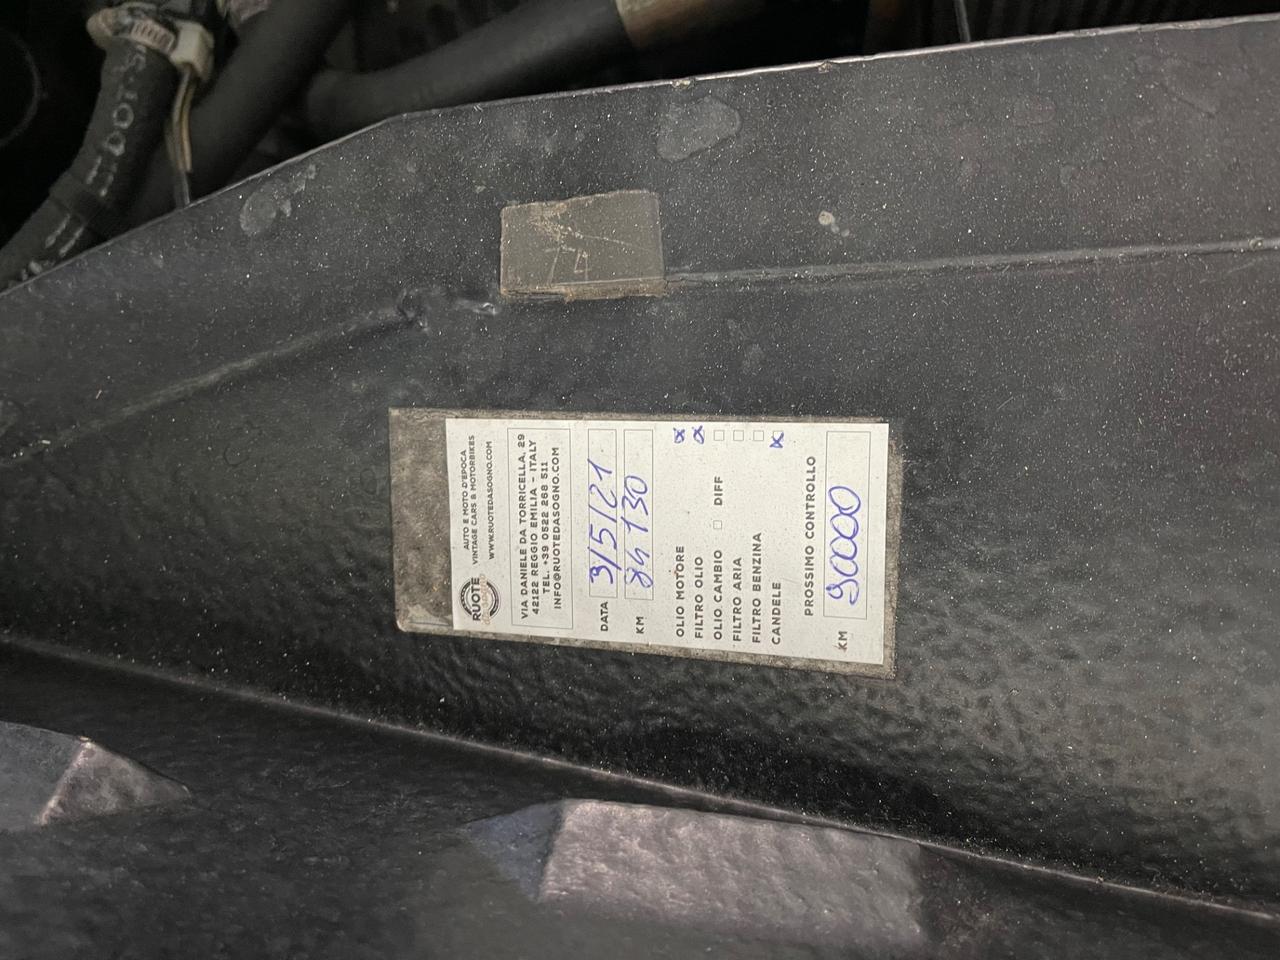 RUOTE
AUTO E MOTO D'EPOCA
VINTAGE CARS & MOTORBIKES
WWW.RUOTEDASOGNO.COM
VIA DANIELE DA TORRICELLA, 29
42122 REGGIO EMILIA - ITALY
TEL. +39 0522 268 511
INFO@RUOTEDASOGNO.COM
DATA 3/5/21
KM 84130
OLIO MOTORE
FILTRO OLIO
OLIO CAMBIO DIFF
FILTRO ARIA
FILTRO BENZINA
CANDELE
PROSSIMO CONTROLLO
KM 90000